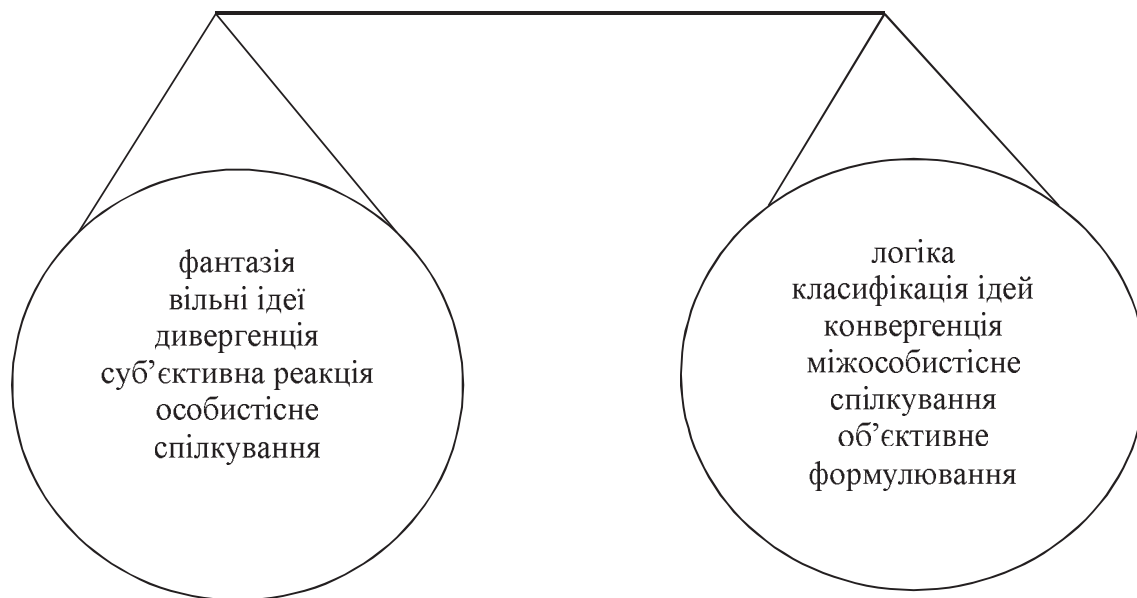 фантазія
вільні ідеї
дивергенція
суб’єктивна реакція
особистісне
спілкування
логіка
класифікація ідей
конвергенція
міжособистісне
спілкування
об’єктивне
формулювання